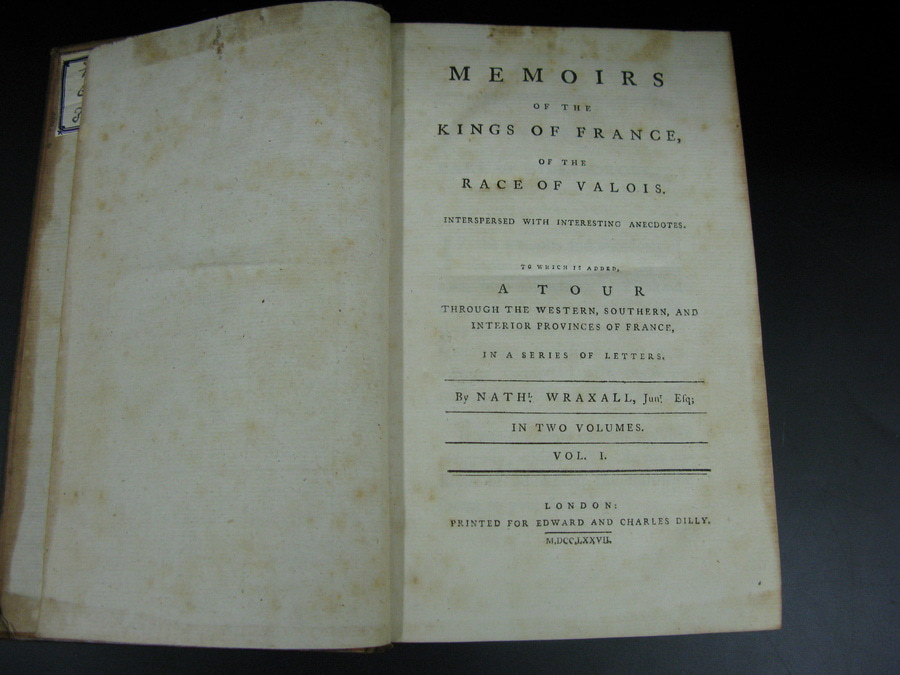 MEMOIRS
OF THE
KINGS OF FRANCE,
OF THE
RACE OF VALOIS.
INTERSPERSED WITH INTERESTING ANECDOTES.
TO WHICH IS ADDED,
A TOUR
THROUGH THE WESTERN, SOUTHERN, AND
INTERIOR PROVINCES OF FRANCE,
IN A SERIES OF LETTERS.
By NATHL. WRAXALL, Junr. Eſq;
IN TWO VOLUMES.
VOL. I.
LONDON:
PRINTED FOR EDWARD AND CHARLES DILLY.
M,DCC,LXXVII.